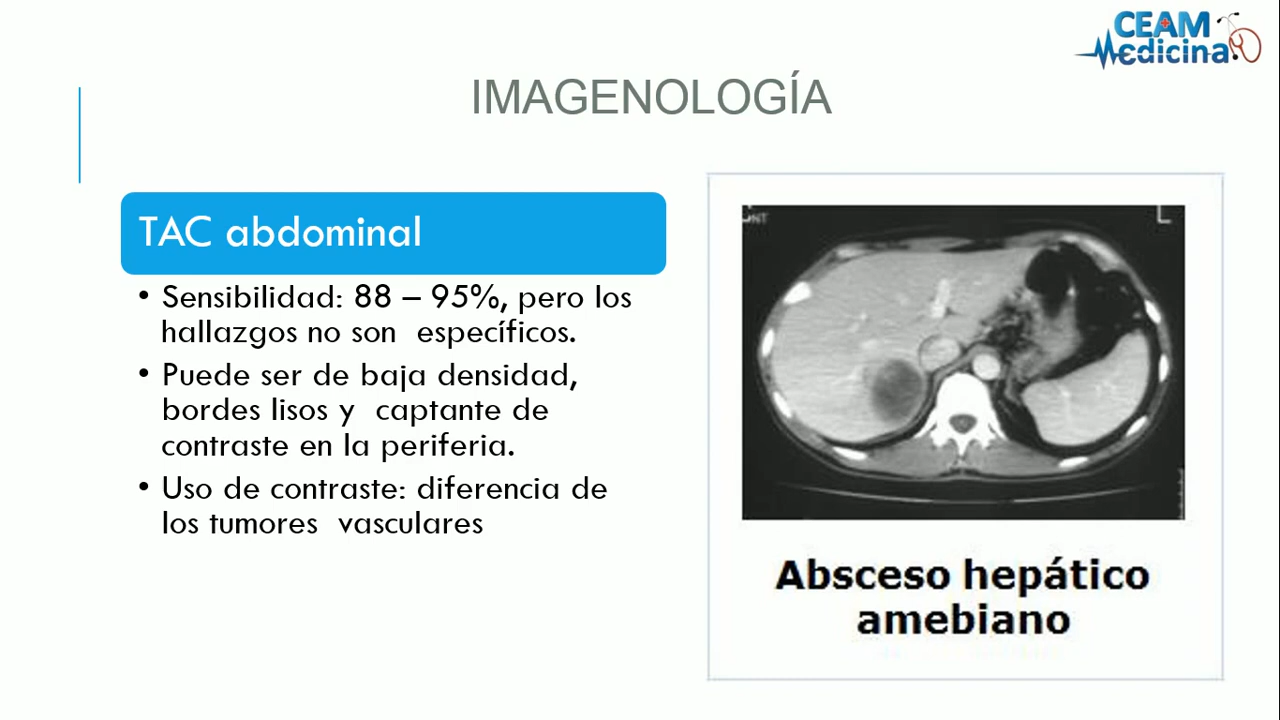 CEAM
Medicina
IMAGENOLOGÍA
TAC abdominal
• Sensibilidad: 88 – 95%, pero los
hallazgos no son específicos.
• Puede ser de baja densidad,
bordes lisos y captante de
contraste en la periferia.
• Uso de contraste: diferencia de
los tumores vasculares
L
Absceso hepático
amebiano